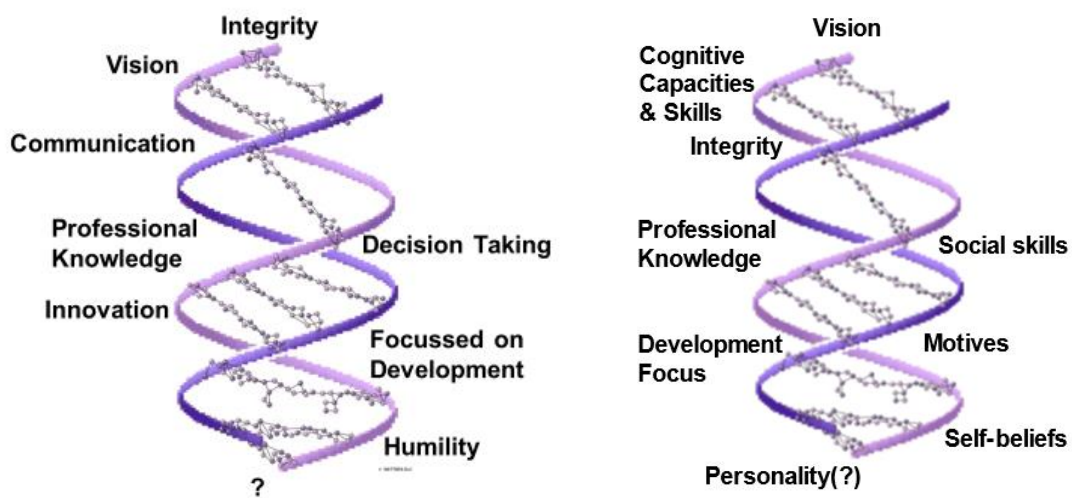 Integrity
Vision
Communication
Professional
Knowledge
Decision Taking
Innovation
Focussed on
Development
Humility
?
Vision
Cognitive
Capacities
& Skills
Integrity
Professional
Knowledge
Social skills
Development
Focus
Motives
Self-beliefs
Personality(?)